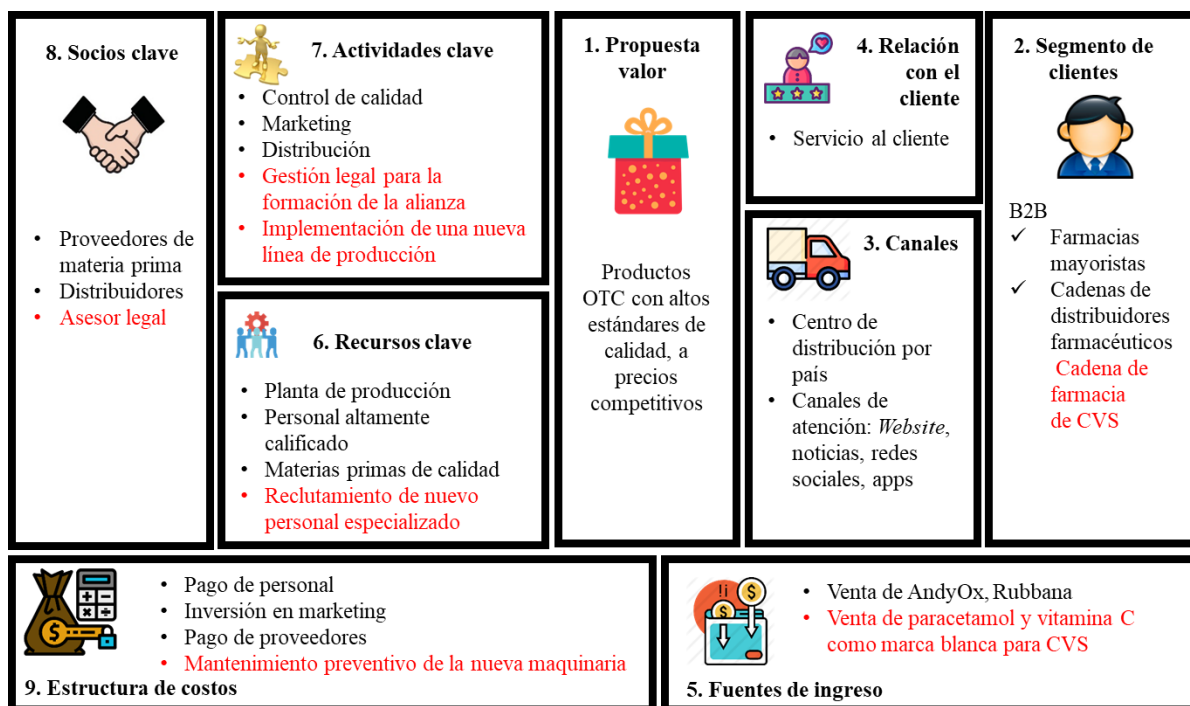 8. Socios clave
• Proveedores de
materia prima
• Distribuidores
• Asesor legal
7. Actividades clave
• Control de calidad
• Marketing
• Distribución
• Gestión legal para la
formación de la alianza
• Implementación de una nueva
línea de producción
6. Recursos clave
• Planta de producción
• Personal altamente
calificado
• Materias primas de calidad
• Reclutamiento de nuevo
personal especializado
1. Propuesta
valor
Productos
OTC con altos
estándares de
calidad, a
precios
competitivos
4. Relación
con el
cliente
• Servicio al cliente
3. Canales
• Centro de
distribución por
país
• Canales de
atención: Website,
noticias, redes
sociales, apps
2. Segmento de
clientes
B2B
✓ Farmacias
mayoristas
✓ Cadenas de
distribuidores
farmacéuticos
Cadena de
farmacia
de CVS
• Pago de personal
• Inversión en marketing
• Pago de proveedores
• Mantenimiento preventivo de la nueva maquinaria
9. Estructura de costos
• Venta de AndyOx, Rubbana
• Venta de paracetamol y vitamina C
como marca blanca para CVS
5. Fuentes de ingreso